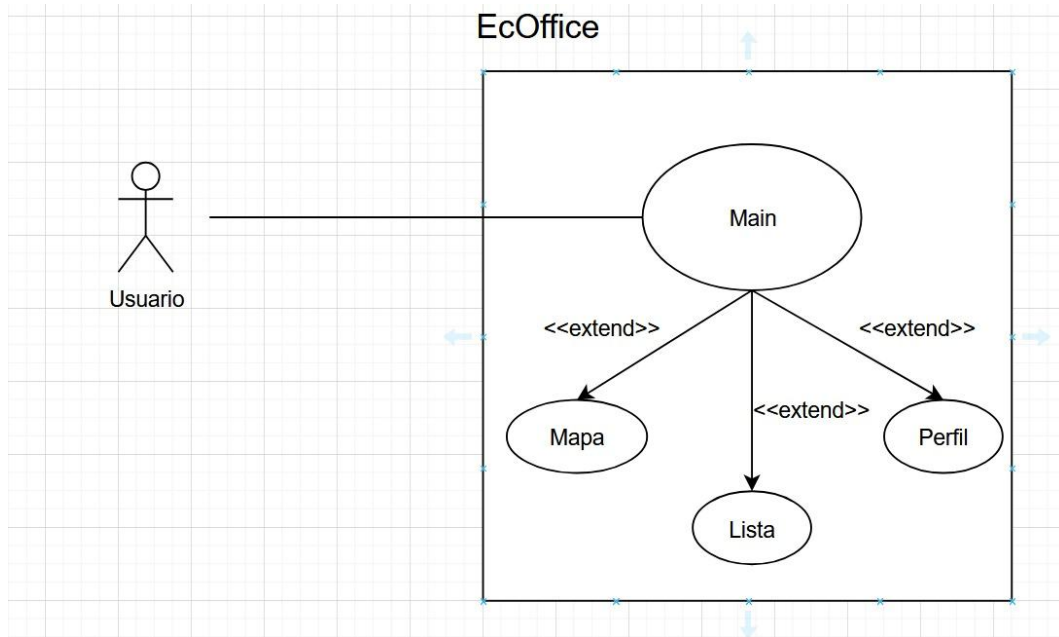 EcOffice
Main
Usuario
<<extend>>
<<extend>>
<<extend>>
Mapa
Perfil
Lista